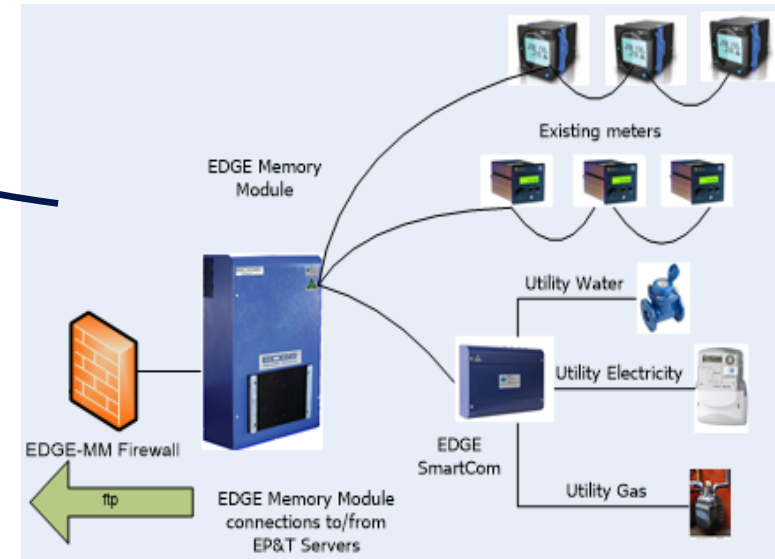 Existing meters
EDGE Memory
Module
Utility Water
Utility Electricity
EDGE
EDGE-MM Firewall
EDGE
SmartCom
Utility Gas
ftp
EDGE Memory Module
connections to/from
EP&T Servers